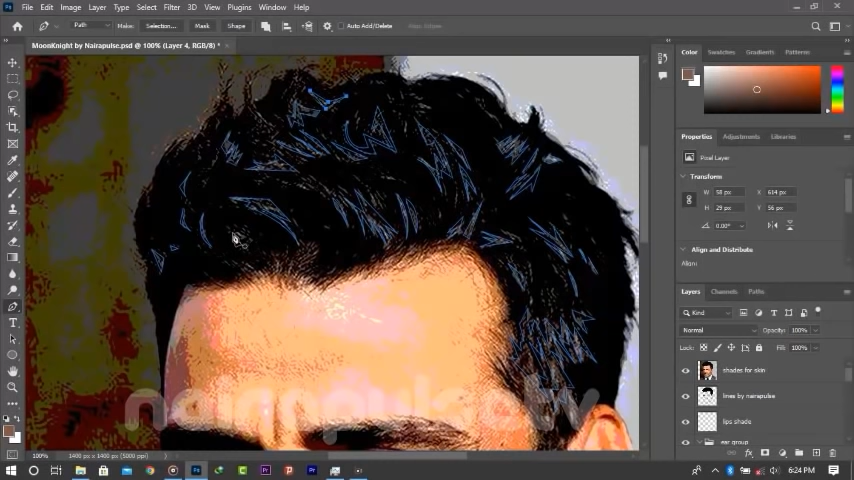 File Edit Image Layer Type Select Filter 3D View Plugins Window Help
Path Make: Selection... Mask Shape Auto Add/Delete
MoonKnight by Nairapulse.psd @ 100% (Layer 4, RGB/8) *
Color Swatches Gradients Patterns
Properties Adjustments Libraries
Pixel Layer
Transform
W: 58 px X: 614 px
H: 29 px Y: 56 px
0.00°
Align and Distribute
Align:
Layers Channels Paths
Kind
Normal Opacity: 100%
Lock: Fill: 100%
shades for skin
lines by nairapulse
lips shade
ear group
nairapulsetv
100% 1400 px x 1400 px (5000 ppi)
6:24 PM